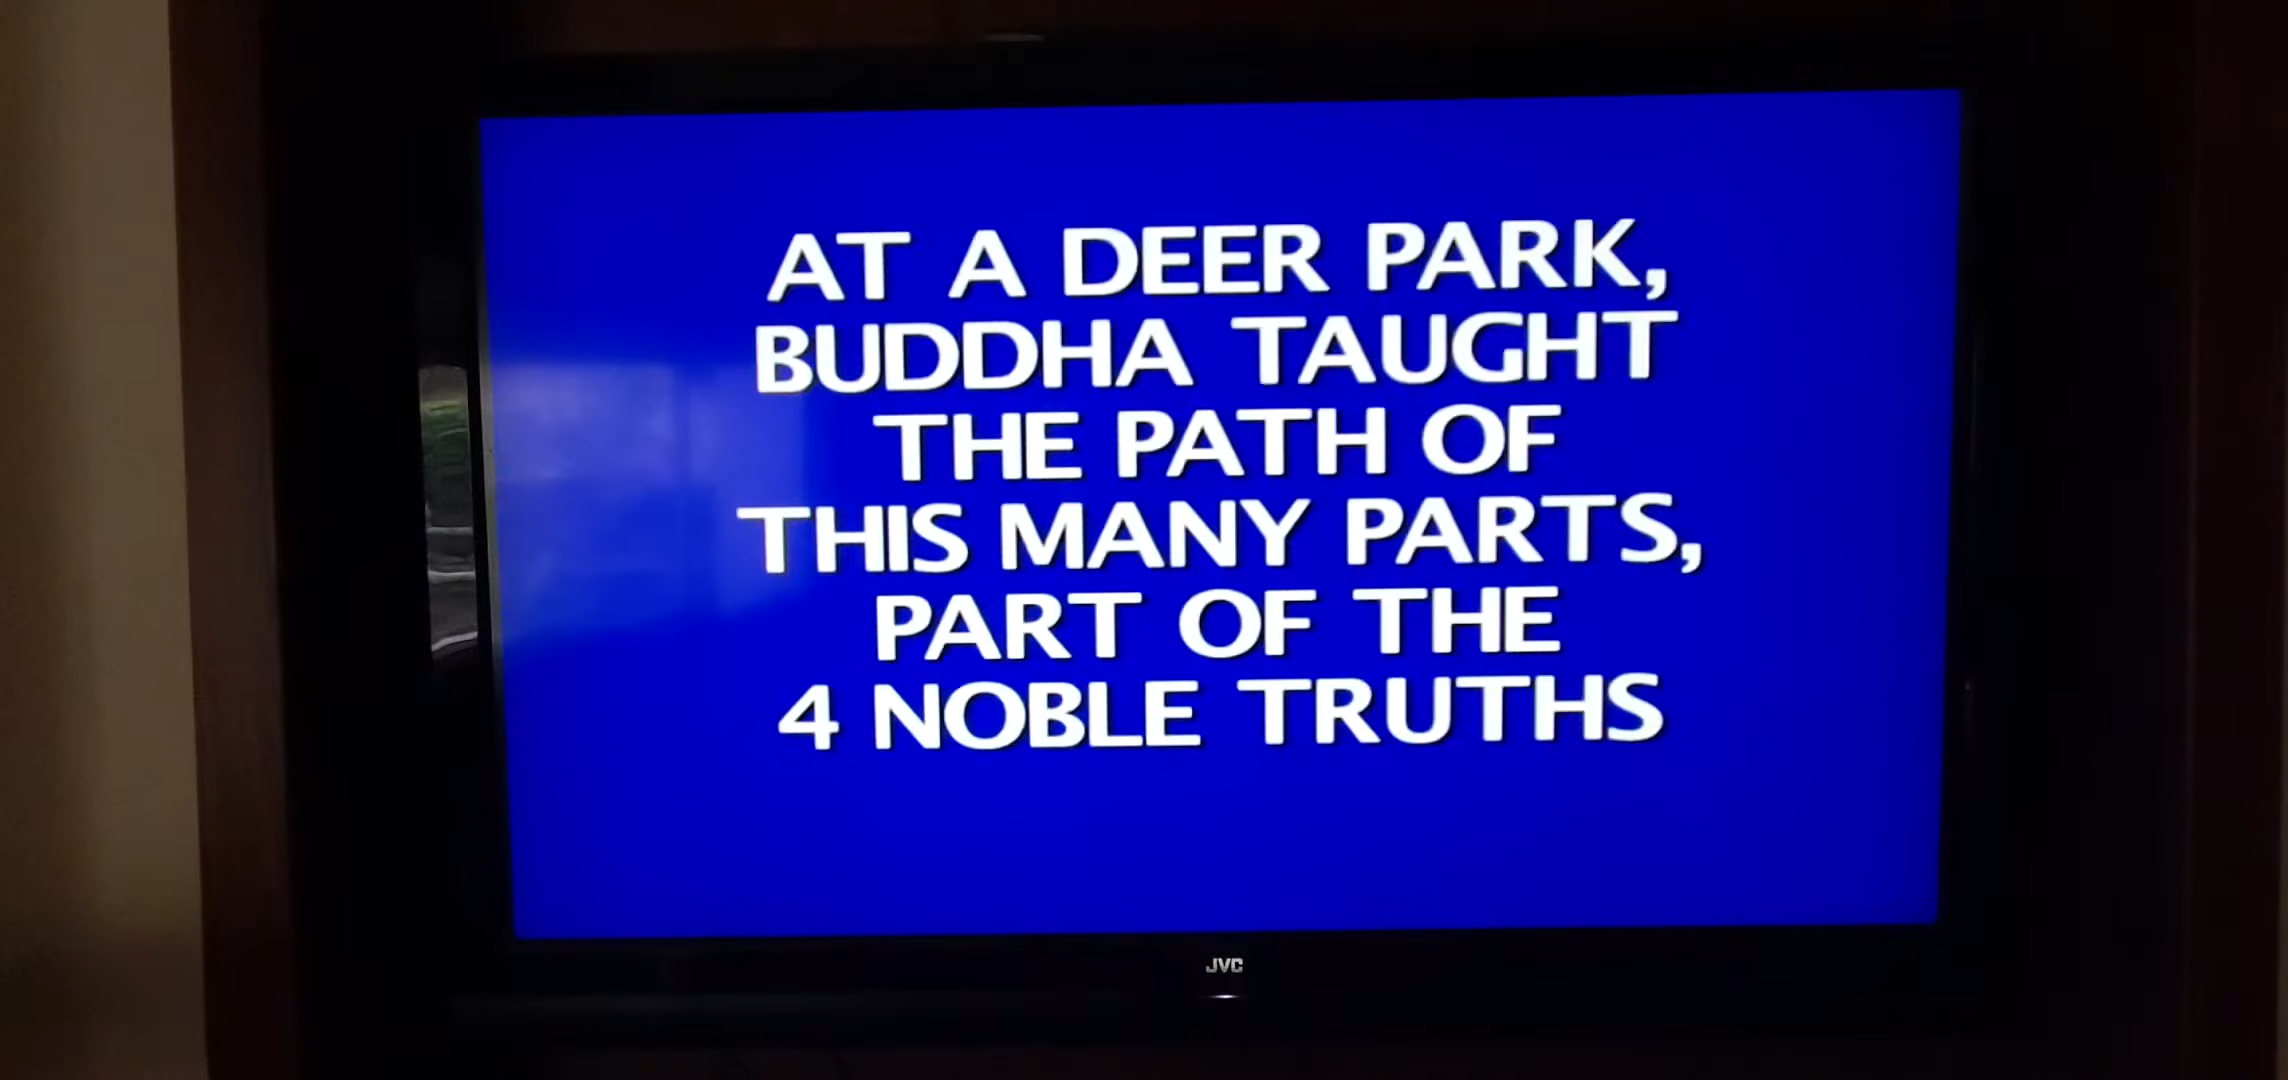 AT A DEER PARK,
BUDDHA TAUGHT
THE PATH OF
THIS MANY PARTS,
PART OF THE
4 NOBLE TRUTHS
JVC